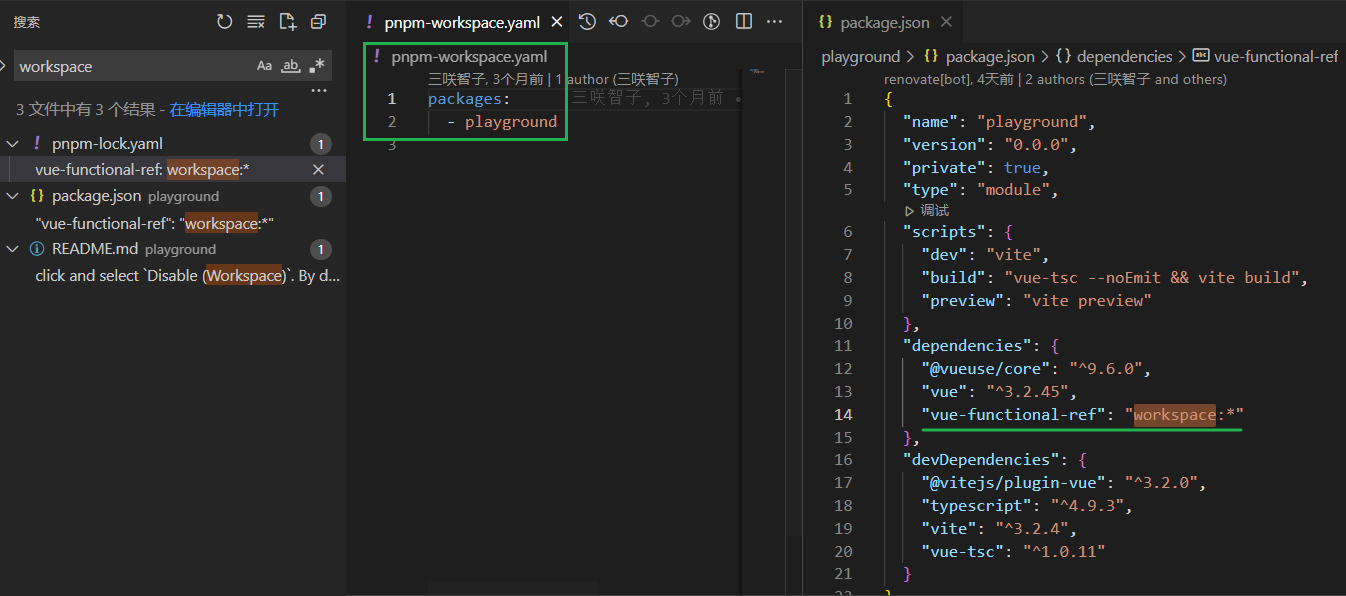 搜索
workspace
Aa ab .*
3 文件中有 3 个结果 - 在编辑器中打开
! pnpm-lock.yaml 1
vue-functional-ref: workspace:*
{} package.json playground 1
"vue-functional-ref": "workspace:*"
README.md playground 1
click and select `Disable (Workspace)`. By d...
! pnpm-workspace.yaml
! pnpm-workspace.yaml
三咲智子, 3个月前 | 1 author (三咲智子)
1 packages: 三咲智子, 3个月前 •
2 - playground
3
{} package.json
playground > {} package.json > {} dependencies > abc vue-functional-ref
renovate[bot], 4天前 | 2 authors (三咲智子 and others)
1 {
2 "name": "playground",
3 "version": "0.0.0",
4 "private": true,
5 "type": "module",
调试
6 "scripts": {
7 "dev": "vite",
8 "build": "vue-tsc --noEmit && vite build",
9 "preview": "vite preview"
10 },
11 "dependencies": {
12 "@vueuse/core": "^9.6.0",
13 "vue": "^3.2.45",
14 "vue-functional-ref": "workspace:*"
15 },
16 "devDependencies": {
17 "@vitejs/plugin-vue": "^3.2.0",
18 "typescript": "^4.9.3",
19 "vite": "^3.2.4",
20 "vue-tsc": "^1.0.11"
21 }
22 }